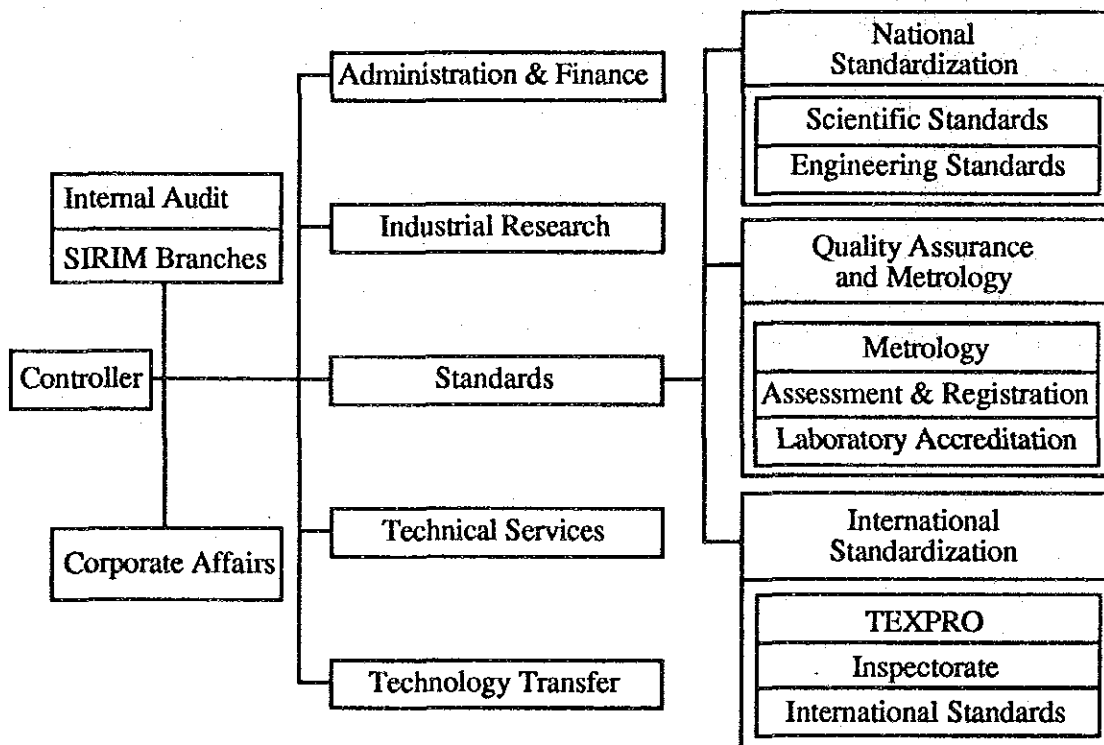 Internal Audit
SIRIM Branches
Controller
Corporate Affairs
Administration & Finance
Industrial Research
Standards
Technical Services
Technology Transfer
National
Standardization
Scientific Standards
Engineering Standards
Quality Assurance
and Metrology
Metrology
Assessment & Registration
Laboratory Accreditation
International
Standardization
TEXPRO
Inspectorate
International Standards